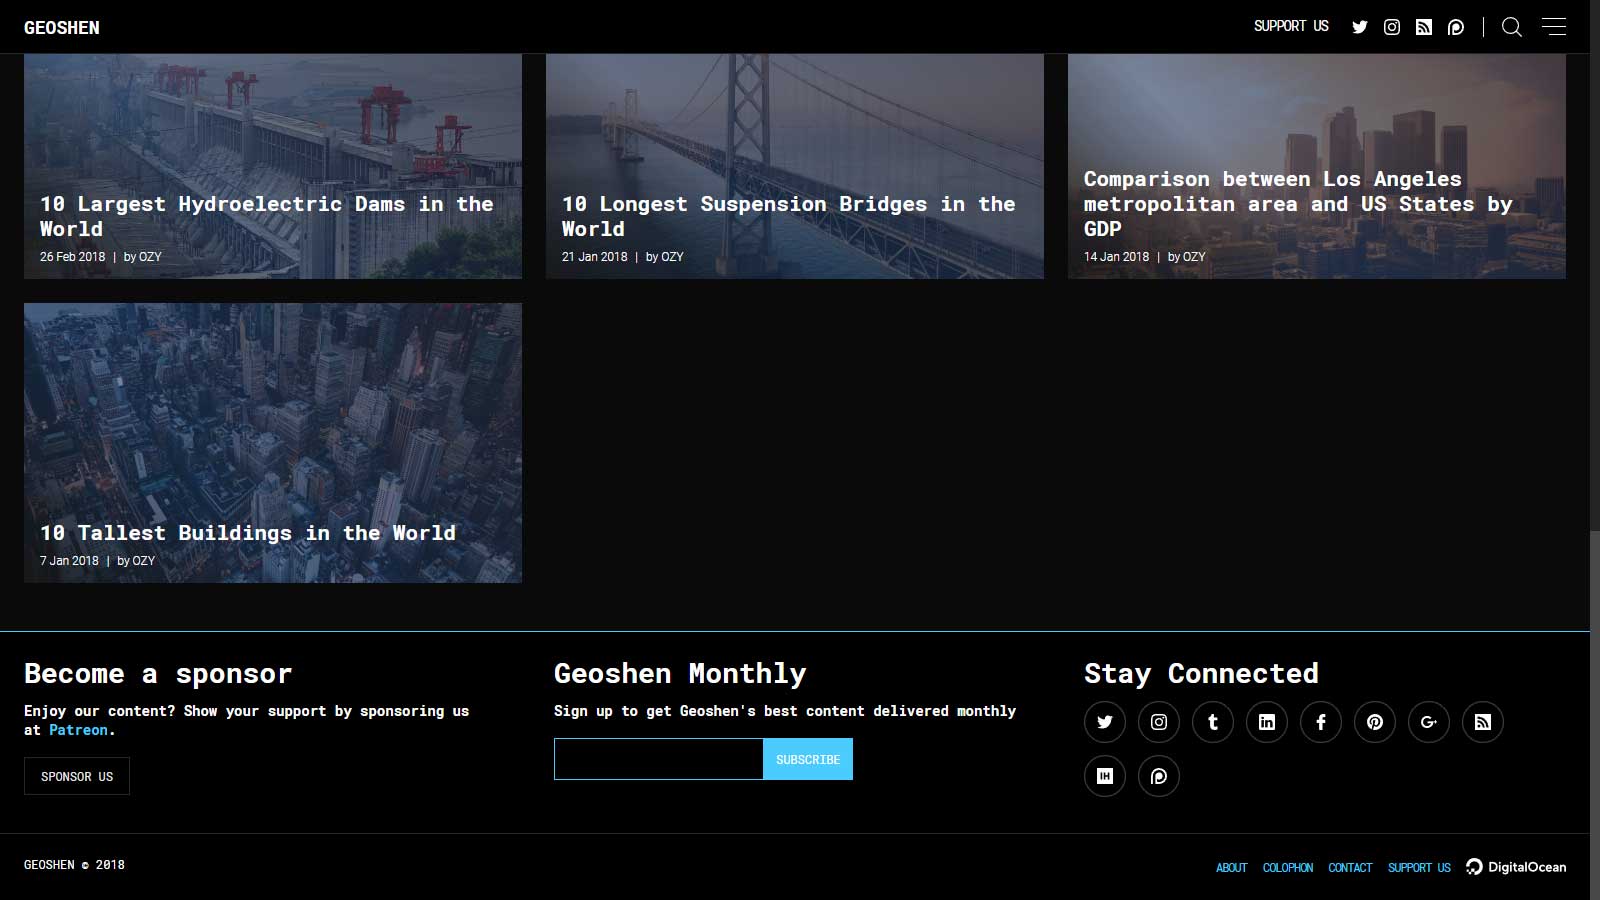 GEOSHEN
SUPPORT US
10 Largest Hydroelectric Dams in the
World
26 Feb 2018 | by OZY
10 Longest Suspension Bridges in the
World
21 Jan 2018 | by OZY
Comparison between Los Angeles
metropolitan area and US States by
GDP
14 Jan 2018 | by OZY
10 Tallest Buildings in the World
7 Jan 2018 | by OZY
Become a sponsor
Enjoy our content? Show your support by sponsoring us
at Patreon.
SPONSOR US
Geoshen Monthly
Sign up to get Geoshen's best content delivered monthly
SUBSCRIBE
Stay Connected
GEOSHEN © 2018
ABOUT COLOPHON CONTACT SUPPORT US DigitalOcean